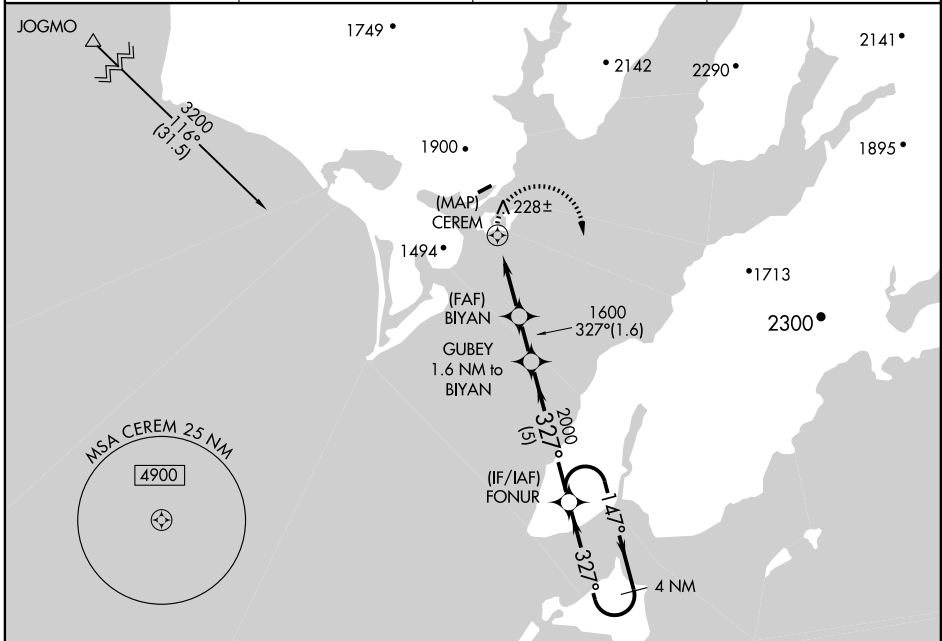 JOGMO
3200
116°
(31.5)
1749
2142
2290
2141
1900
1895
(MAP)
CEREM
228±
1494
1713
2300
(FAF)
BIYAN
1600
327°(1.6)
GUBEY
1.6 NM to
BIYAN
2000
327°
(5)
(IF/IAF)
FONUR
147°
327°
4 NM
MSA CEREM 25 NM
4900